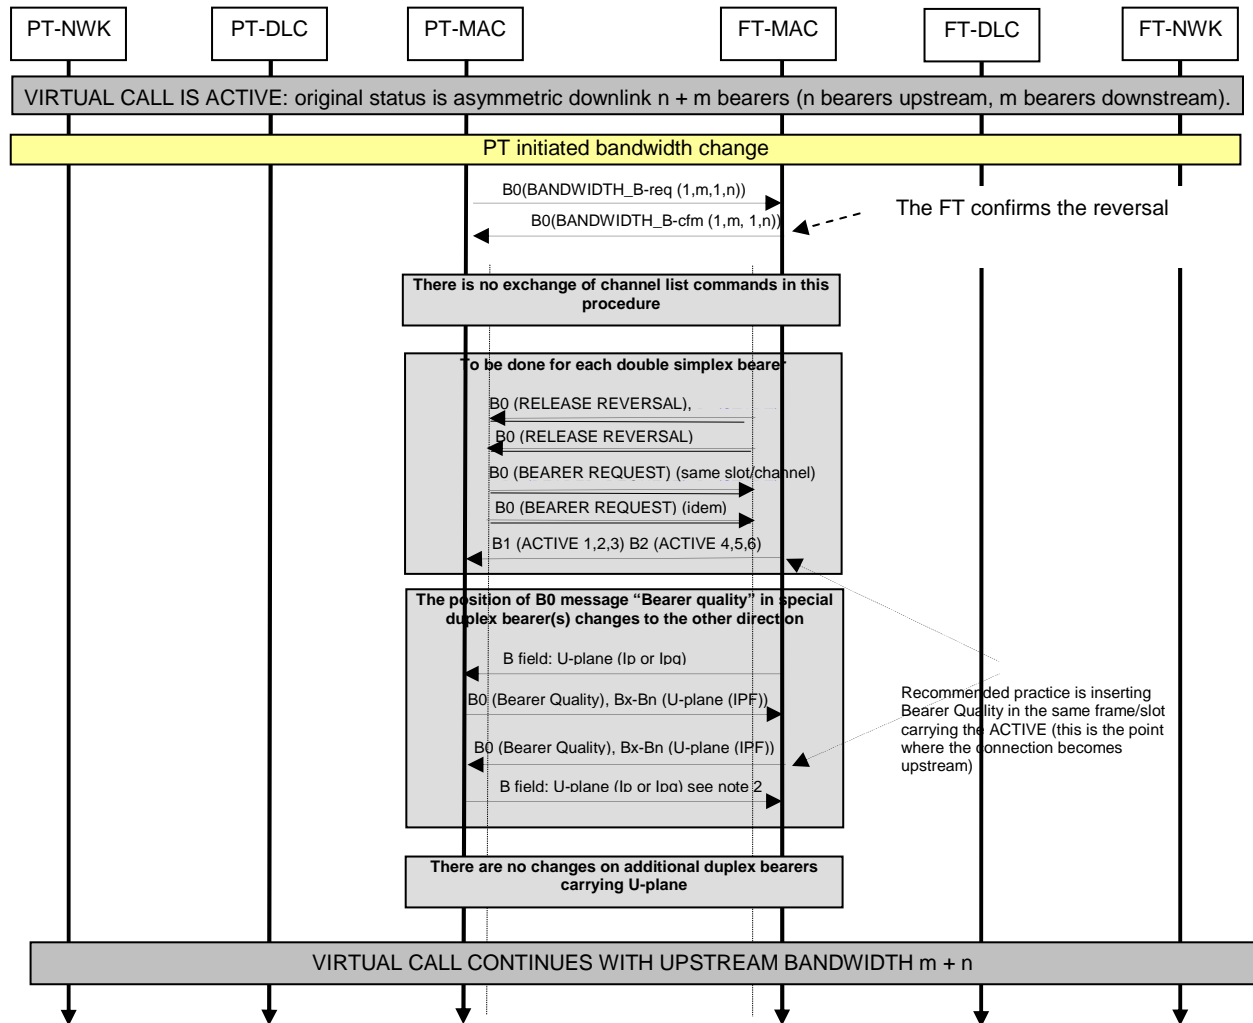 PT-NWK PT-DLC PT-MAC FT-MAC FT-DLC FT-NWK
VIRTUAL CALL IS ACTIVE: original status is asymmetric downlink n + m bearers (n bearers upstream, m bearers downstream).
PT initiated bandwidth change
B0(BANDWIDTH_B-req (1,m,1,n))
The FT confirms the reversal
B0(BANDWIDTH_B-cfm (1,m, 1,n))
There is no exchange of channel list commands in this
procedure
To be done for each double simplex bearer
B0 (RELEASE REVERSAL),
B0 (RELEASE REVERSAL)
B0 (BEARER REQUEST) (same slot/channel)
B0 (BEARER REQUEST) (idem)
B1 (ACTIVE 1,2,3) B2 (ACTIVE 4,5,6)
The position of B0 message “Bearer quality” in special
duplex bearer(s) changes to the other direction
B field: U-plane (Ip or Ipq)
B0 (Bearer Quality), Bx-Bn (U-plane (IPF))
B0 (Bearer Quality), Bx-Bn (U-plane (IPF))
B field: U-plane (Ip or Ipq) see note 2
Recommended practice is inserting
Bearer Quality in the same frame/slot
carrying the ACTIVE (this is the point
where the connection becomes
upstream)
There are no changes on additional duplex bearers
carrying U-plane
VIRTUAL CALL CONTINUES WITH UPSTREAM BANDWIDTH m + n